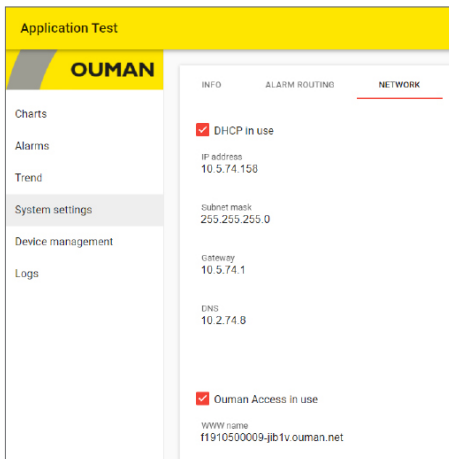 Application Test
OUMAN
Charts
Alarms
Trend
System settings
Device management
Logs
INFO
ALARM ROUTING
NETWORK
DHCP in use
IP address
10.5.74.158
Subnet mask
255.255.255.0
Gateway
10.5.74.1
DNS
10.2.74.8
Ouman Access in use
WWW name
f1910500009-jib1v.ouman.net